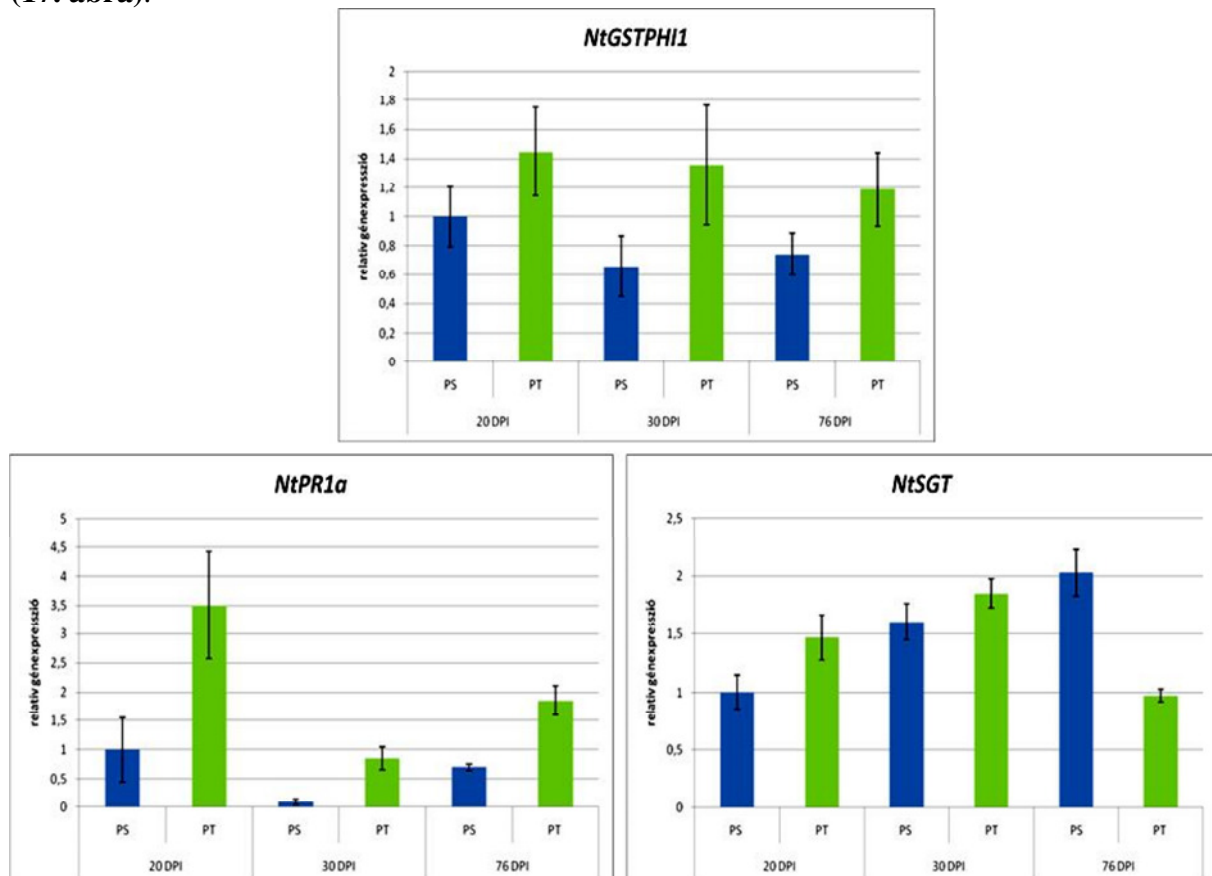 (17. ábra).
NtGSTPHI1
relatív génexpresszió
2
1,8
1,6
1,4
1,2
1
0,8
0,6
0,4
0,2
0
PS PT PS PT PS PT
20 DPI 30 DPI 76 DPI
NtPR1a
relatív génexpresszió
5
4,5
4
3,5
3
2,5
2
1,5
1
0,5
0
PS PT PS PT PS PT
20 DPI 30 DPI 76 DPI
NtSGT
relatív génexpresszió
2,5
2
1,5
1
0,5
0
PS PT PS PT PS PT
20 DPI 30 DPI 76 DPI